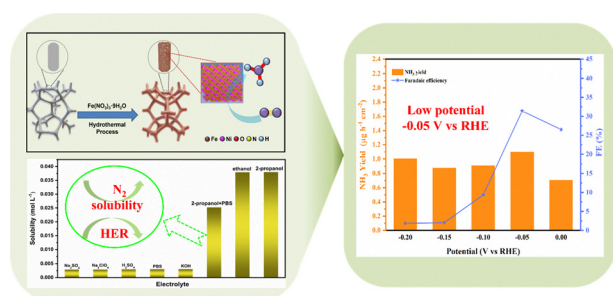 Fe(NO₃)₃·9H₂O
Hydrothermal
Process
Fe Ni O N H
Solubility (mol L⁻¹)
0.040
0.035
0.030
0.025
0.020
0.015
0.010
0.005
0.000
N₂
solubility
HER
ethanol 2-propanol
2-propanol+PBS
Na₂SO₄ Na₂ClO₄ H₂SO₄ PBS KOH
Electrolyte
NH₃ yield
Faradaic efficiency
Low potential
-0.05 V vs RHE
NH₃ Yield (μg h⁻¹ cm⁻²)
2.4
2.2
2.0
1.8
1.6
1.4
1.2
1.0
0.8
0.6
0.4
0.2
0.0
45
40
35
30
25
20
15
10
5
0
FE (%)
-0.20 -0.15 -0.10 -0.05 0.00
Potential (V vs RHE)